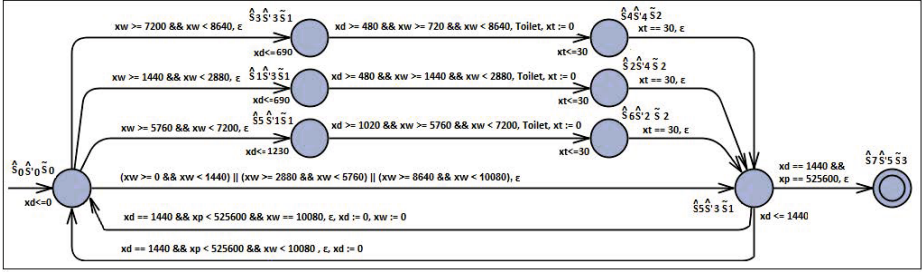 xw >= 7200 && xw < 8640, ε
Ŝ3Ŝ'3S̃1
xd<=690
xd >= 480 && xw >= 720 && xw < 8640, Toilet, xt := 0
Ŝ4Ŝ'4S̃2
xt == 30, ε
xt<=30
xw >= 1440 && xw < 2880, ε
Ŝ1Ŝ'3S̃1
xd<=690
xd >= 480 && xw >= 1440 && xw < 2880, Toilet, xt := 0
Ŝ2Ŝ'4S̃2
xt == 30, ε
xt<=30
xw >= 5760 && xw < 7200, ε
Ŝ5Ŝ'1S̃1
xd<=1230
xd >= 1020 && xw >= 5760 && xw < 7200, Toilet, xt := 0
Ŝ6Ŝ'2S̃2
xt == 30, ε
xt<=30
Ŝ0Ŝ'0S̃0
xd<=0
(xw >= 0 && xw < 1440) || (xw >= 2880 && xw < 5760) || (xw >= 8640 && xw < 10080), ε
Ŝ5Ŝ'3S̃1
xd <= 1440
xd == 1440 &&
xp == 525600, ε
Ŝ7Ŝ'5S̃3
xd == 1440 && xp < 525600 && xw == 10080, ε, xd := 0, xw := 0
xd == 1440 && xp < 525600 && xw < 10080 , ε, xd := 0